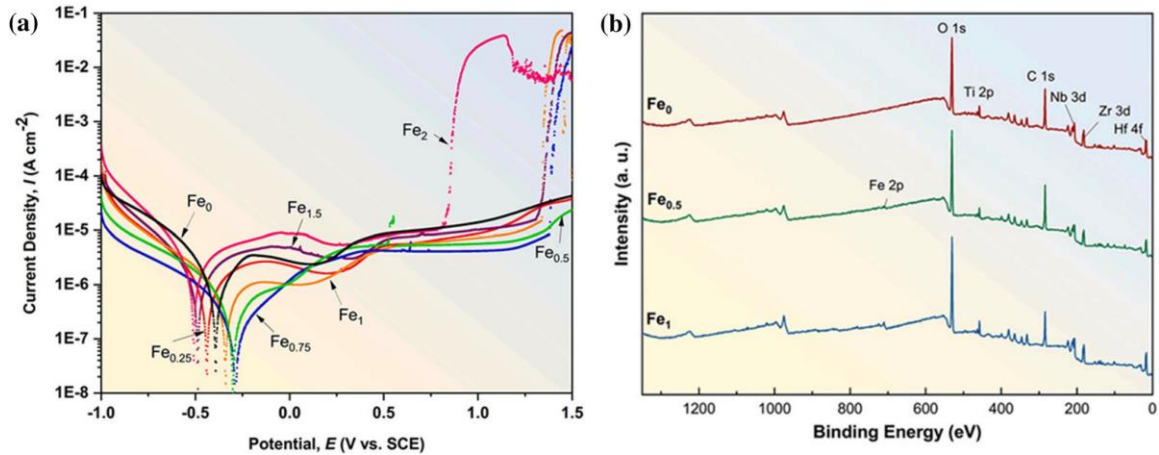 (a)
1E-1
1E-2
1E-3
1E-4
1E-5
1E-6
1E-7
1E-8
Current Density, I (A cm⁻²)
Fe₂
Fe₀
Fe₁.₅
Fe₀.₅
Fe₁
Fe₀.₇₅
Fe₀.₂₅
-1.0 -0.5 0.0 0.5 1.0 1.5
Potential, E (V vs. SCE)
(b)
Intensity (a. u.)
O 1s
C 1s
Ti 2p
Nb 3d
Zr 3d
Hf 4f
Fe₀
Fe 2p
Fe₀.₅
Fe₁
1200 1000 800 600 400 200 0
Binding Energy (eV)